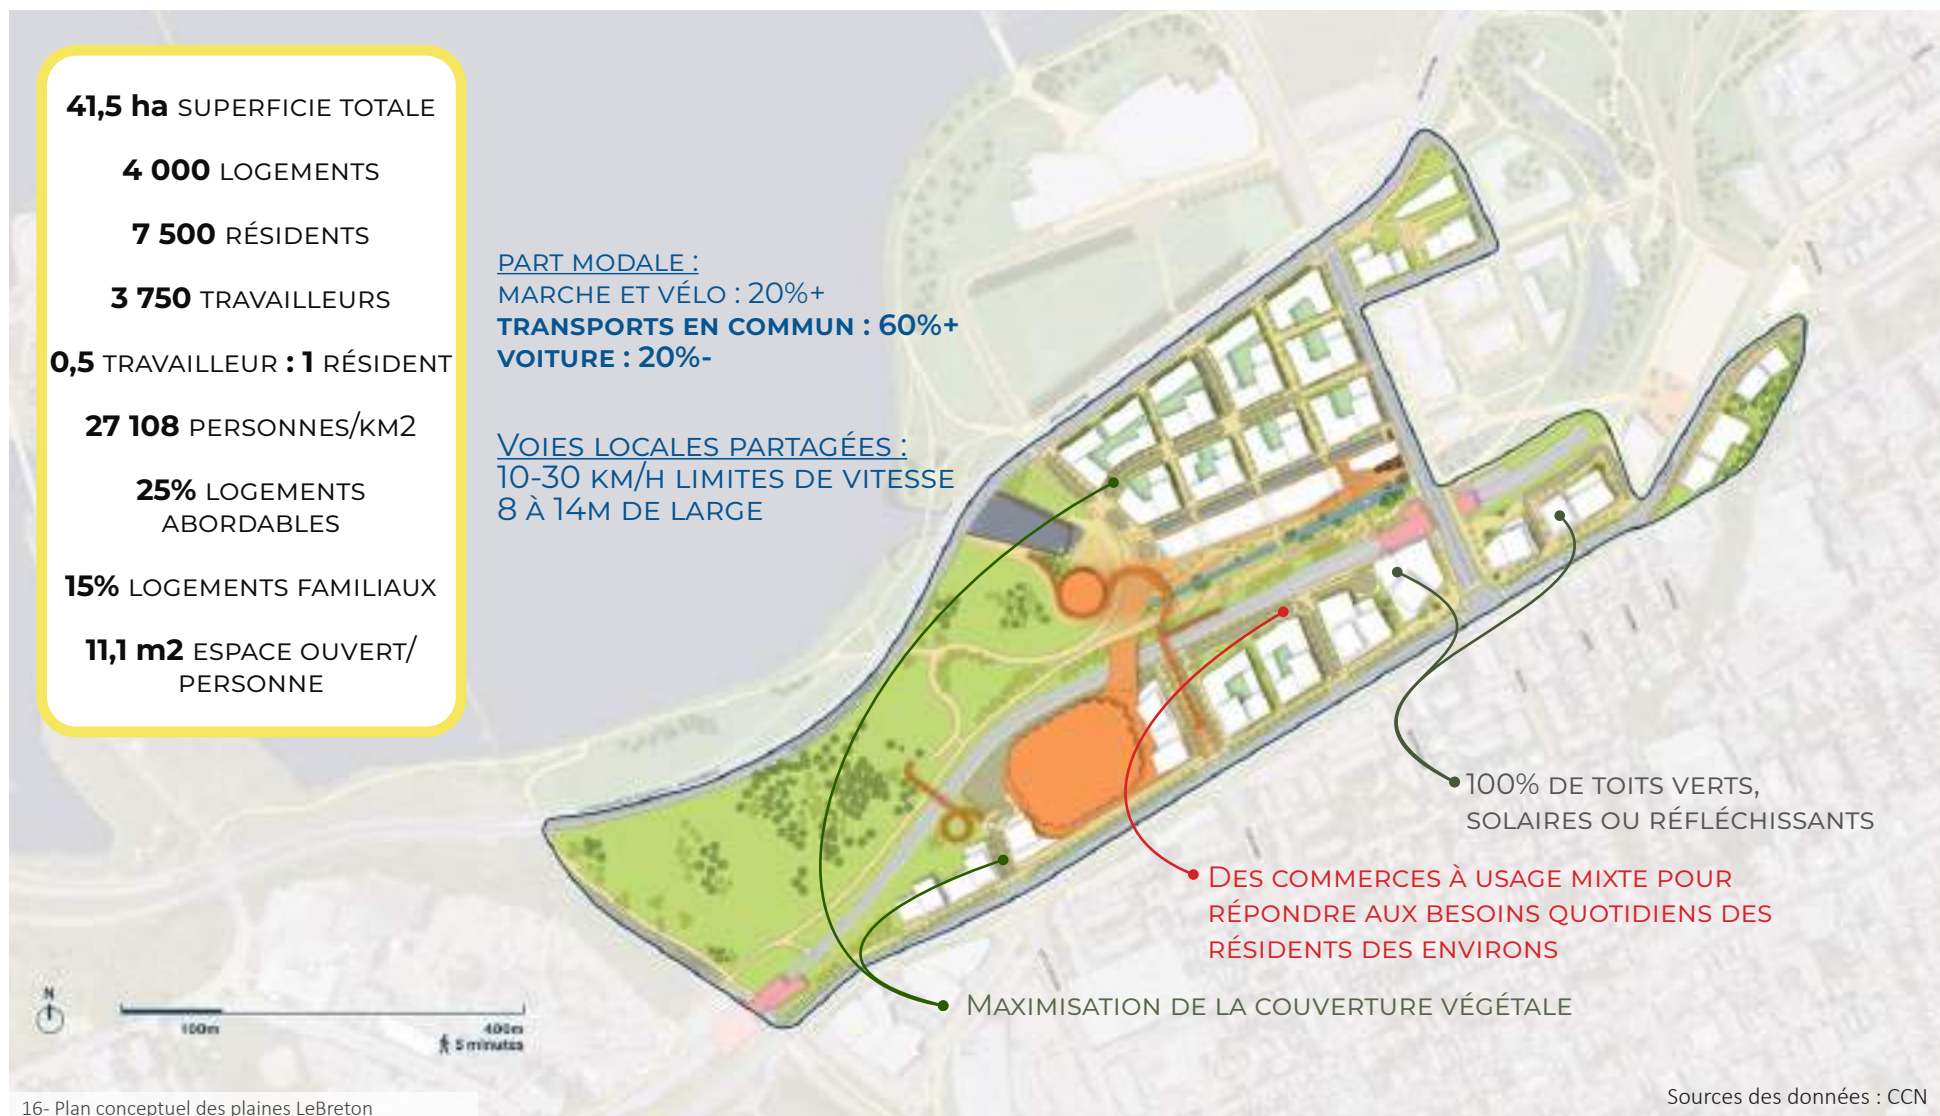 41,5 ha SUPERFICIE TOTALE
4 000 LOGEMENTS
7 500 RÉSIDENTS
3 750 TRAVAILLEURS
0,5 TRAVAILLEUR : 1 RÉSIDENT
27 108 PERSONNES/KM2
25% LOGEMENTS
ABORDABLES
15% LOGEMENTS FAMILIAUX
11,1 m2 ESPACE OUVERT/
PERSONNE
PART MODALE :
MARCHE ET VÉLO : 20%+
TRANSPORTS EN COMMUN : 60%+
VOITURE : 20%-
VOIES LOCALES PARTAGÉES :
10-30 KM/H LIMITES DE VITESSE
8 À 14M DE LARGE
100% DE TOITS VERTS,
SOLAIRES OU RÉFLÉCHISSANTS
DES COMMERCES À USAGE MIXTE POUR
RÉPONDRE AUX BESOINS QUOTIDIENS DES
RÉSIDENTS DES ENVIRONS
MAXIMISATION DE LA COUVERTURE VÉGÉTALE
N
100m
400m
5 minutes
16- Plan conceptuel des plaines LeBreton
Sources des données : CCN